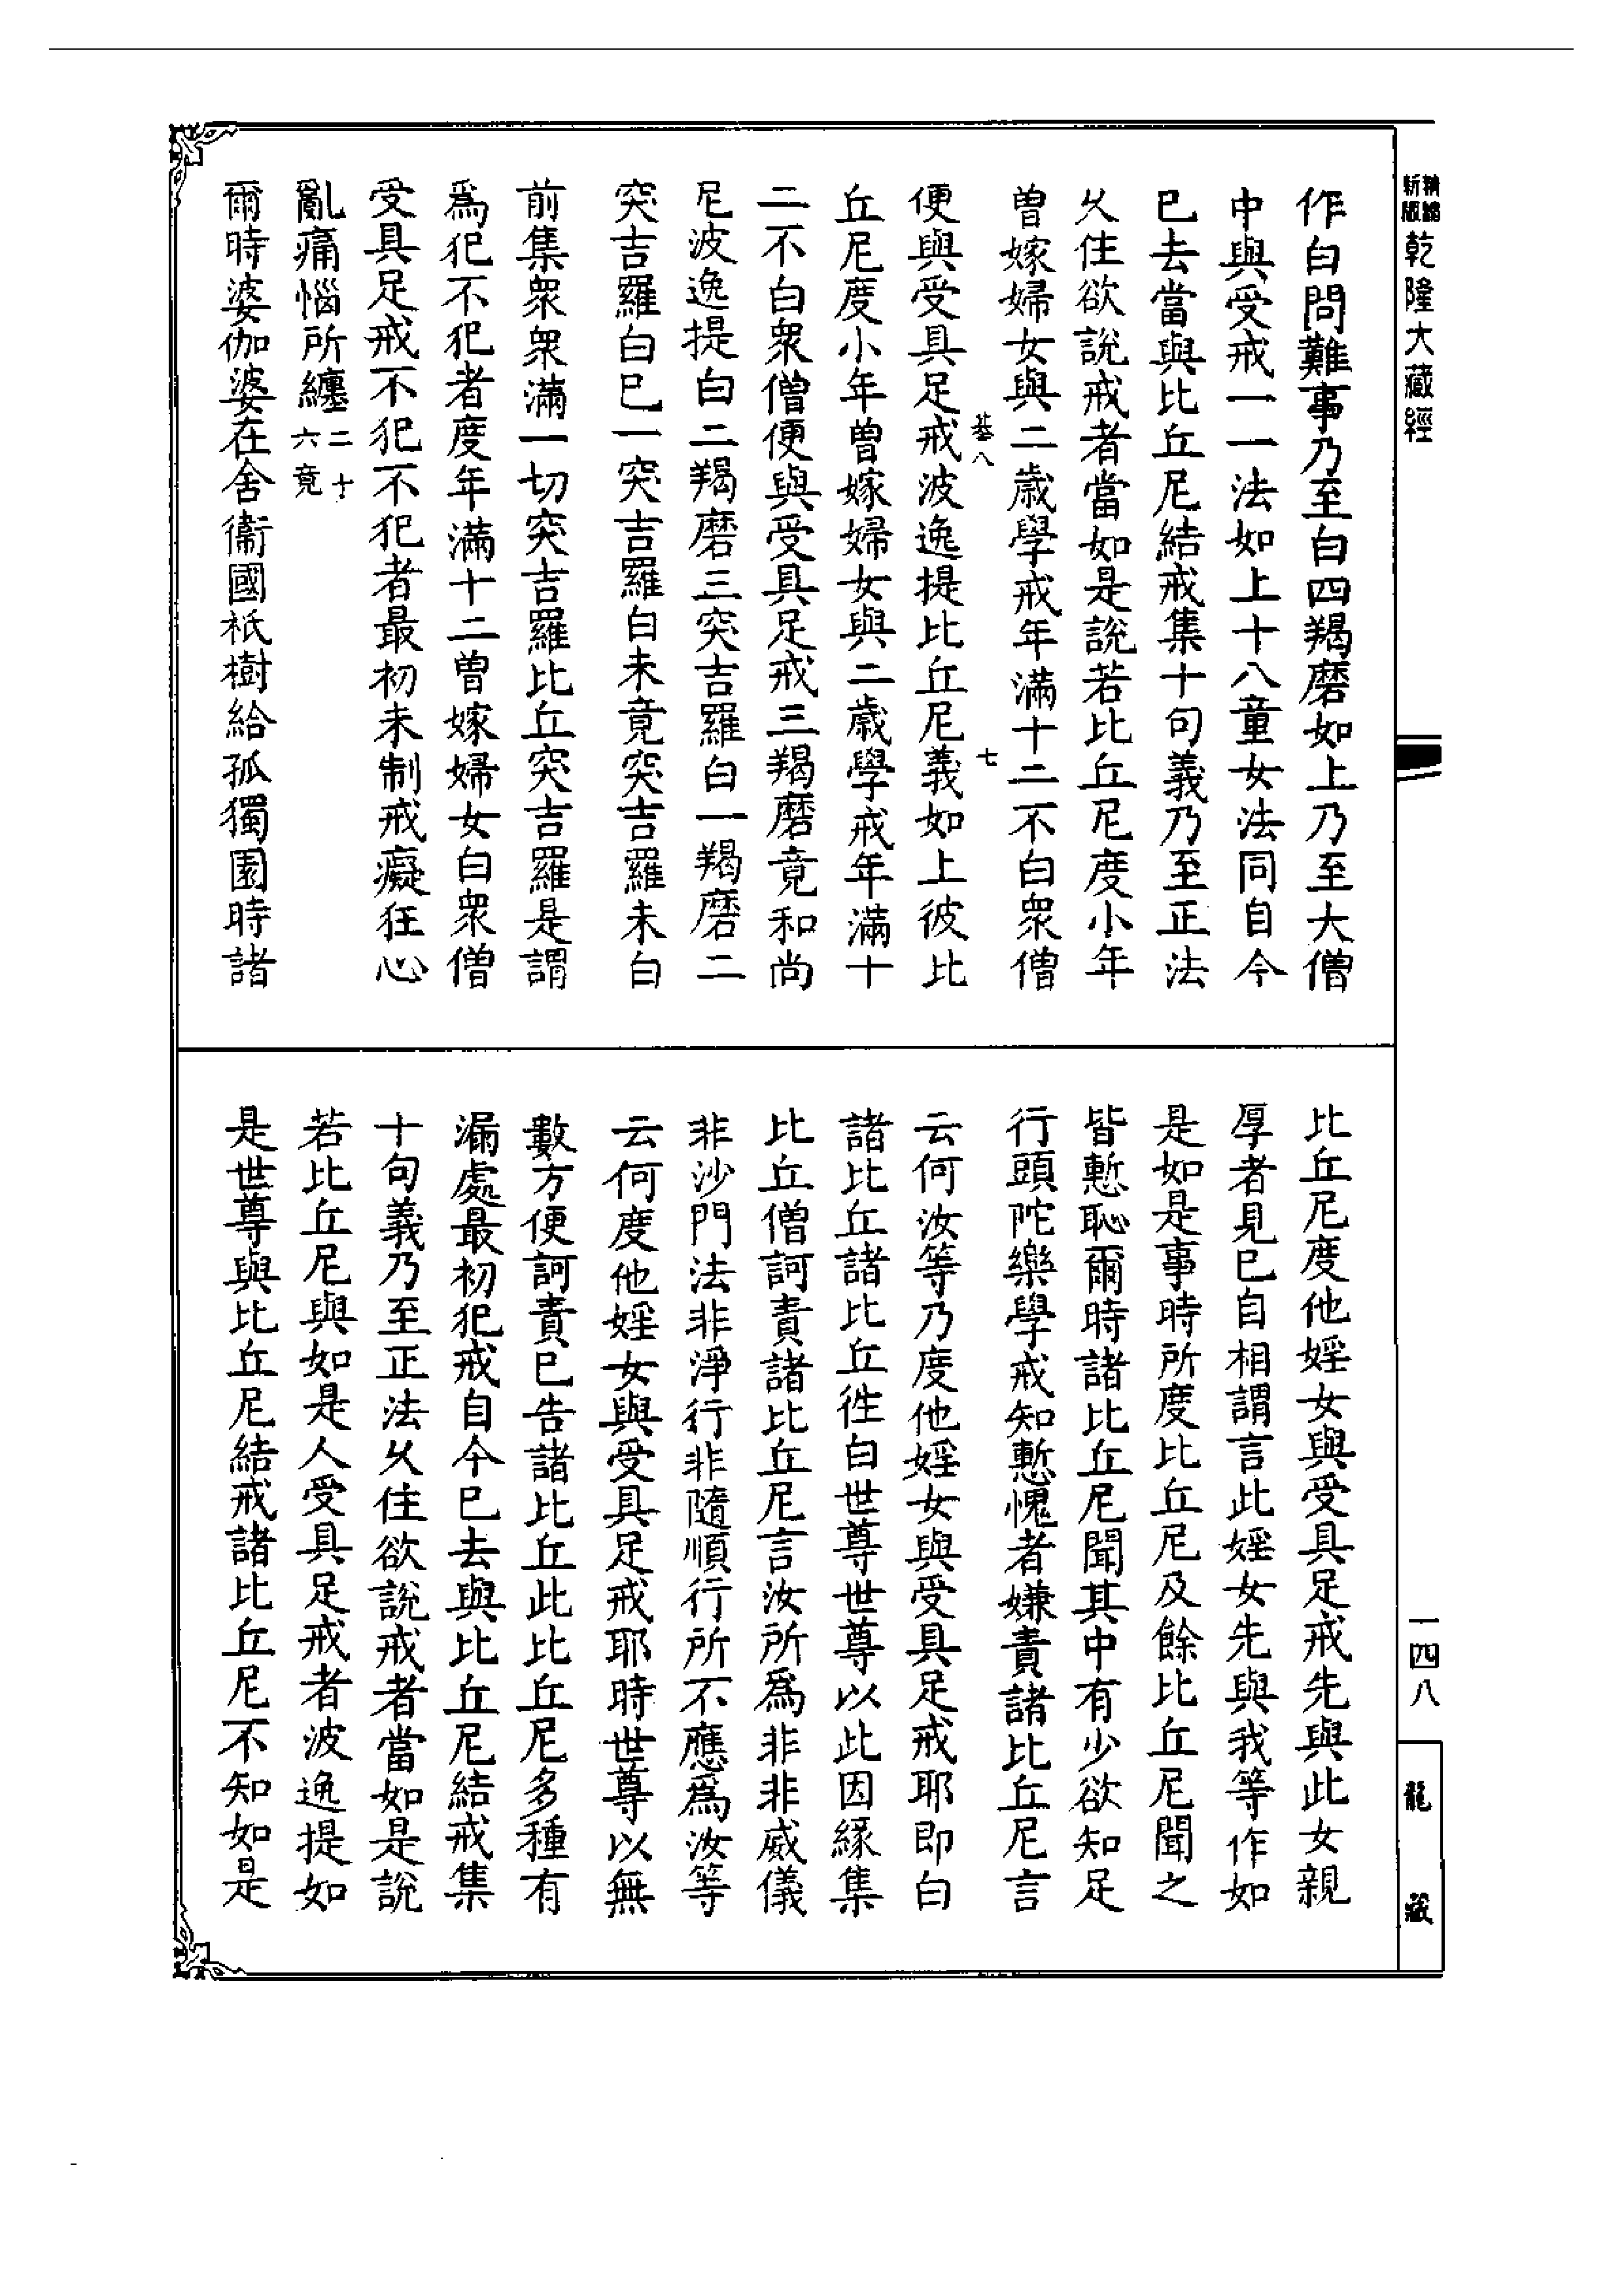 精編
新版
乾隆大藏經
作白問難事乃至白四羯磨如上乃至大僧
中與受戒一一法如上十八童女法同自今
已去當與比丘尼結戒集十句義乃至正法
久住欲說戒者當如是說若比丘尼度小年
曾嫁婦女與二歲學戒年滿十二不白衆僧
便與受具足戒波逸提比丘尼義如上彼比
丘尼度小年曾嫁婦女與二歲學戒年滿十
二不白衆僧便與受具足戒三羯磨竟和尚
尼波逸提白二羯磨三突吉羅白一羯磨二
突吉羅白已一突吉羅白未竟突吉羅未白
前集衆衆滿一切突吉羅比丘突吉羅是謂
爲犯不犯者度年滿十二曾嫁婦女白衆僧
受具足戒不犯不犯者最初未制戒癡狂心
亂痛惱所纏二十六竟
爾時婆伽婆在舍衞國祇樹給孤獨園時諸
比丘尼度他婬女與受具足戒先與此女親
厚者見已自相謂言此婬女先與我等作如
是如是事時所度比丘尼及餘比丘尼聞之
皆慙恥爾時諸比丘尼聞其中有少欲知足
行頭陀樂學戒知慙愧者嫌責諸比丘尼言
云何汝等乃度他婬女與受具足戒耶即白
諸比丘諸比丘往白世尊世尊以此因緣集
比丘僧訶責諸比丘尼言汝所爲非非威儀
非沙門法非淨行非隨順行所不應爲汝等
云何度他婬女與受具足戒耶時世尊以無
數方便訶責已告諸比丘此比丘尼多種有
漏處最初犯戒自今已去與比丘尼結戒集
十句義乃至正法久住欲說戒者當如是說
若比丘尼與如是人受具足戒者波逸提如
是世尊與比丘尼結戒諸比丘尼不知如是
基八
七
一四八
龍藏